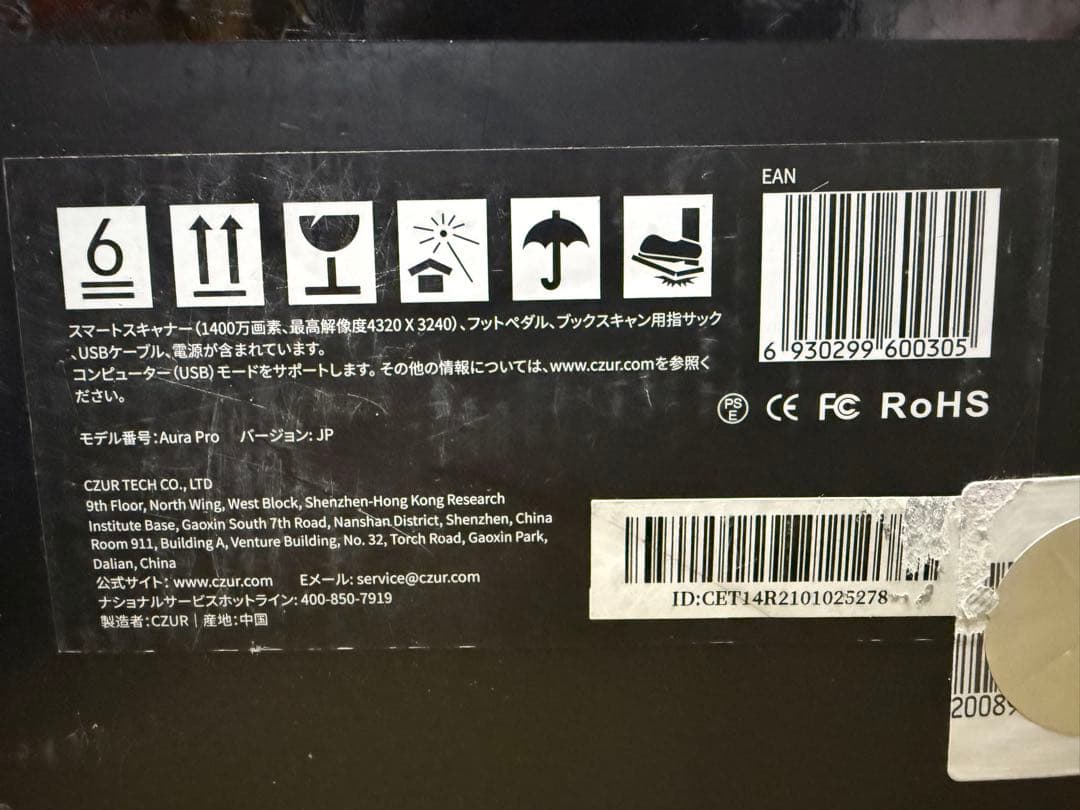 EAN
6
6 930299 600305
スマートスキャナー（1400万画素、最高解像度4320 X 3240）、フットペダル、ブックスキャン用指サック
、USBケーブル、電源が含まれています。
コンピューター（USB）モードをサポートします。その他の情報については、www.czur.comを参照く
ださい。
PS E CE FC RoHS
モデル番号：Aura Pro バージョン: JP
CZUR TECH CO., LTD
9th Floor, North Wing, West Block, Shenzhen-Hong Kong Research
Institute Base, Gaoxin South 7th Road, Nanshan District, Shenzhen, China
Room 911, Building A, Venture Building, No. 32, Torch Road, Gaoxin Park,
Dalian, China
公式サイト: www.czur.com Eメール: service@czur.com
ナショナルサービスホットライン: 400-850-7919
製造者：CZUR | 産地：中国
ID:CET14R2101025278